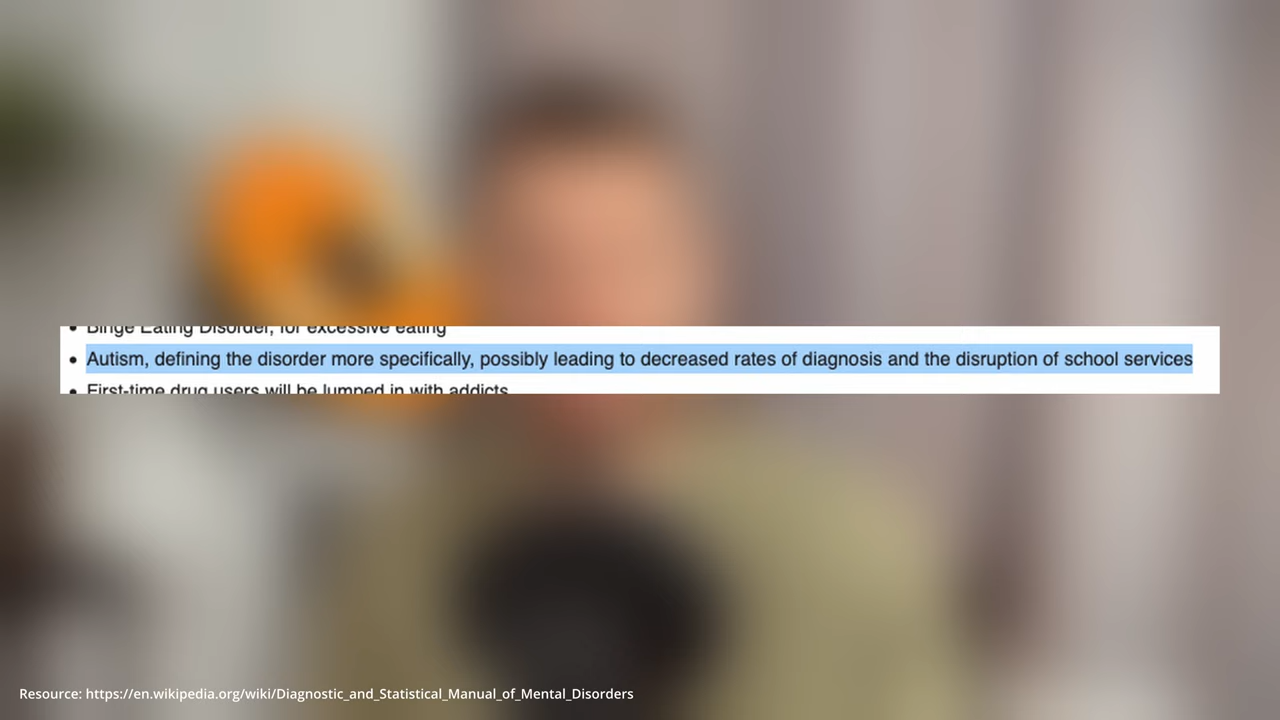 • Binge Eating Disorder, for excessive eating
• Autism, defining the disorder more specifically, possibly leading to decreased rates of diagnosis and the disruption of school services
• First-time drug users will be lumped in with addicts
Resource: https://en.wikipedia.org/wiki/Diagnostic_and_Statistical_Manual_of_Mental_Disorders